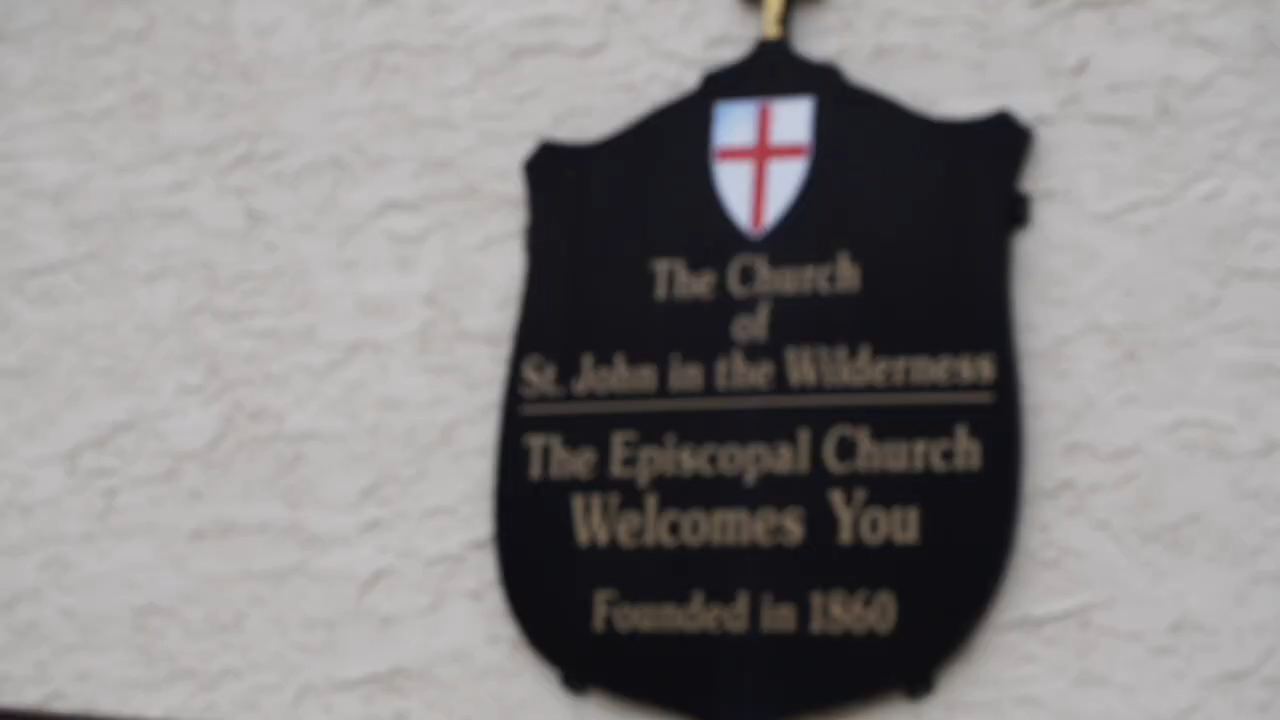 The Church
of
St. John in the Wilderness
The Episcopal Church
Welcomes You
Founded in 1860